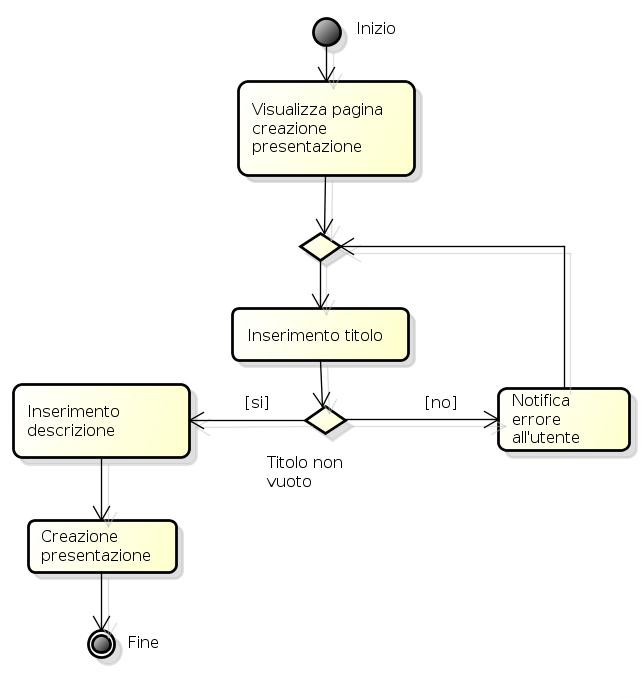 Inizio
Visualizza pagina
creazione
presentazione
Inserimento titolo
[si]
[no]
Inserimento
descrizione
Notifica
errore
all'utente
Titolo non
vuoto
Creazione
presentazione
Fine